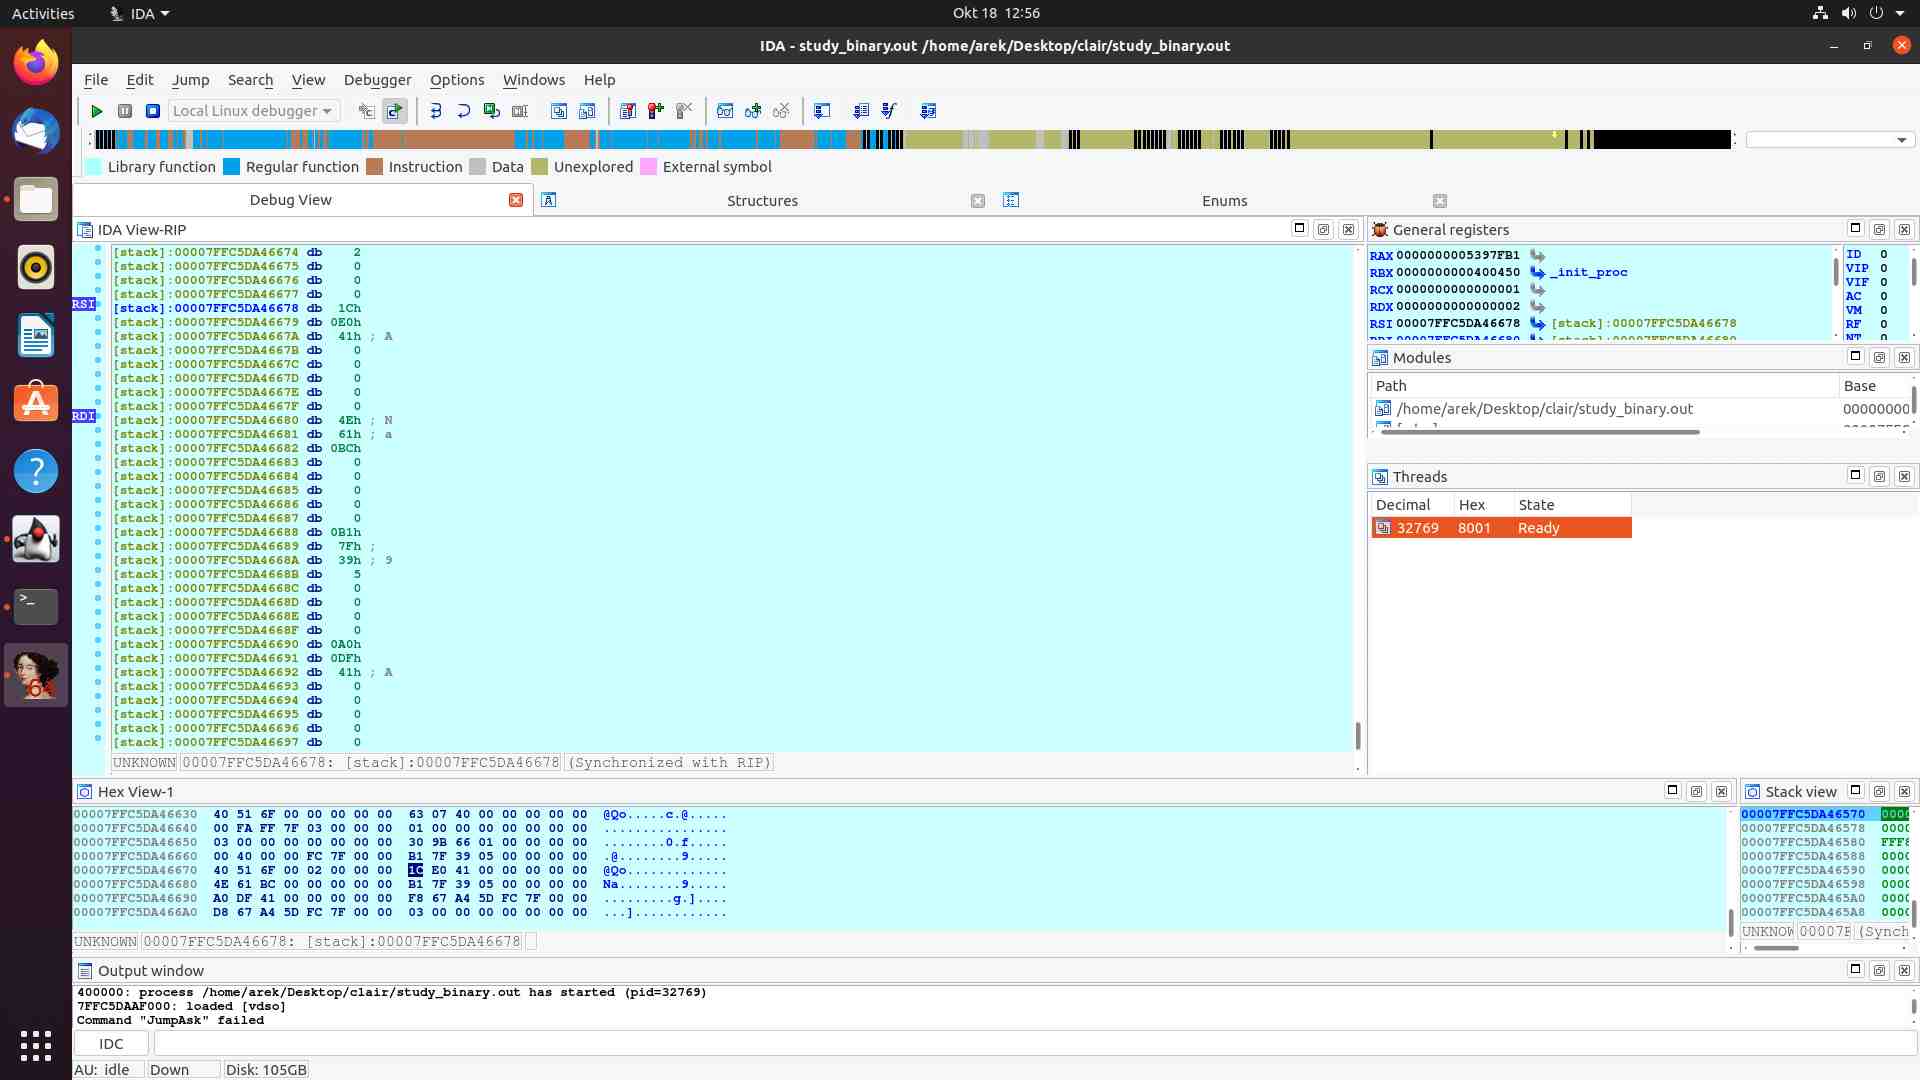 Activities
IDA
Okt 18 12:56
IDA - study_binary.out /home/arek/Desktop/clair/study_binary.out
File Edit Jump Search View Debugger Options Windows Help
Local Linux debugger
Library function Regular function Instruction Data Unexplored External symbol
Debug View
Structures
Enums
IDA View-RIP
[stack]:00007FFC5DA46674 db 2
[stack]:00007FFC5DA46675 db 0
[stack]:00007FFC5DA46676 db 0
[stack]:00007FFC5DA46677 db 0
RSI
[stack]:00007FFC5DA46678 db 1Ch
[stack]:00007FFC5DA46679 db 0E0h
[stack]:00007FFC5DA4667A db 41h ; A
[stack]:00007FFC5DA4667B db 0
[stack]:00007FFC5DA4667C db 0
[stack]:00007FFC5DA4667D db 0
[stack]:00007FFC5DA4667E db 0
[stack]:00007FFC5DA4667F db 0
RDI
[stack]:00007FFC5DA46680 db 4Eh ; N
[stack]:00007FFC5DA46681 db 61h ; a
[stack]:00007FFC5DA46682 db 0BCh
[stack]:00007FFC5DA46683 db 0
[stack]:00007FFC5DA46684 db 0
[stack]:00007FFC5DA46685 db 0
[stack]:00007FFC5DA46686 db 0
[stack]:00007FFC5DA46687 db 0
[stack]:00007FFC5DA46688 db 0B1h
[stack]:00007FFC5DA46689 db 7Fh ;
[stack]:00007FFC5DA4668A db 39h ; 9
[stack]:00007FFC5DA4668B db 5
[stack]:00007FFC5DA4668C db 0
[stack]:00007FFC5DA4668D db 0
[stack]:00007FFC5DA4668E db 0
[stack]:00007FFC5DA4668F db 0
[stack]:00007FFC5DA46690 db 0A0h
[stack]:00007FFC5DA46691 db 0DFh
[stack]:00007FFC5DA46692 db 41h ; A
[stack]:00007FFC5DA46693 db 0
[stack]:00007FFC5DA46694 db 0
[stack]:00007FFC5DA46695 db 0
[stack]:00007FFC5DA46696 db 0
[stack]:00007FFC5DA46697 db 0
UNKNOWN 00007FFC5DA46678: [stack]:00007FFC5DA46678 (Synchronized with RIP)
General registers
RAX 0000000005397FB1
RBX 0000000000400450 _init_proc
RCX 0000000000000001
RDX 0000000000000002
RSI 00007FFC5DA46678 [stack]:00007FFC5DA46678
ID 0
VIP 0
VIF 0
AC 0
VM 0
RF 0
NT 0
Modules
Path Base
/home/arek/Desktop/clair/study_binary.out 00000000
Threads
Decimal Hex State
32769 8001 Ready
Hex View-1
00007FFC5DA46630 40 51 6F 00 00 00 00 00 63 07 40 00 00 00 00 00 @Qo.....c.@.....
00007FFC5DA46640 00 FA FF 7F 03 00 00 00 01 00 00 00 00 00 00 00 ................
00007FFC5DA46650 03 00 00 00 00 00 00 00 30 9B 66 01 00 00 00 00 ........0.f.....
00007FFC5DA46660 00 40 00 00 FC 7F 00 00 B1 7F 39 05 00 00 00 00 .@........9.....
00007FFC5DA46670 40 51 6F 00 02 00 00 00 1C E0 41 00 00 00 00 00 @Qo.............
00007FFC5DA46680 4E 61 BC 00 00 00 00 00 B1 7F 39 05 00 00 00 00 Na........9.....
00007FFC5DA46690 A0 DF 41 00 00 00 00 00 F8 67 A4 5D FC 7F 00 00 .........g.]....
00007FFC5DA466A0 D8 67 A4 5D FC 7F 00 00 03 00 00 00 00 00 00 00 ...]............
UNKNOWN 00007FFC5DA46678: [stack]:00007FFC5DA46678
Stack view
00007FFC5DA46570 0000
00007FFC5DA46578 0000
00007FFC5DA46580 FFF8
00007FFC5DA46588 0000
00007FFC5DA46590 0000
00007FFC5DA46598 0000
00007FFC5DA465A0 0000
00007FFC5DA465A8 0000
UNKNOW 00007F (Synch
Output window
400000: process /home/arek/Desktop/clair/study_binary.out has started (pid=32769)
7FFC5DAAF000: loaded [vdso]
Command "JumpAsk" failed
IDC
AU: idle Down Disk: 105GB